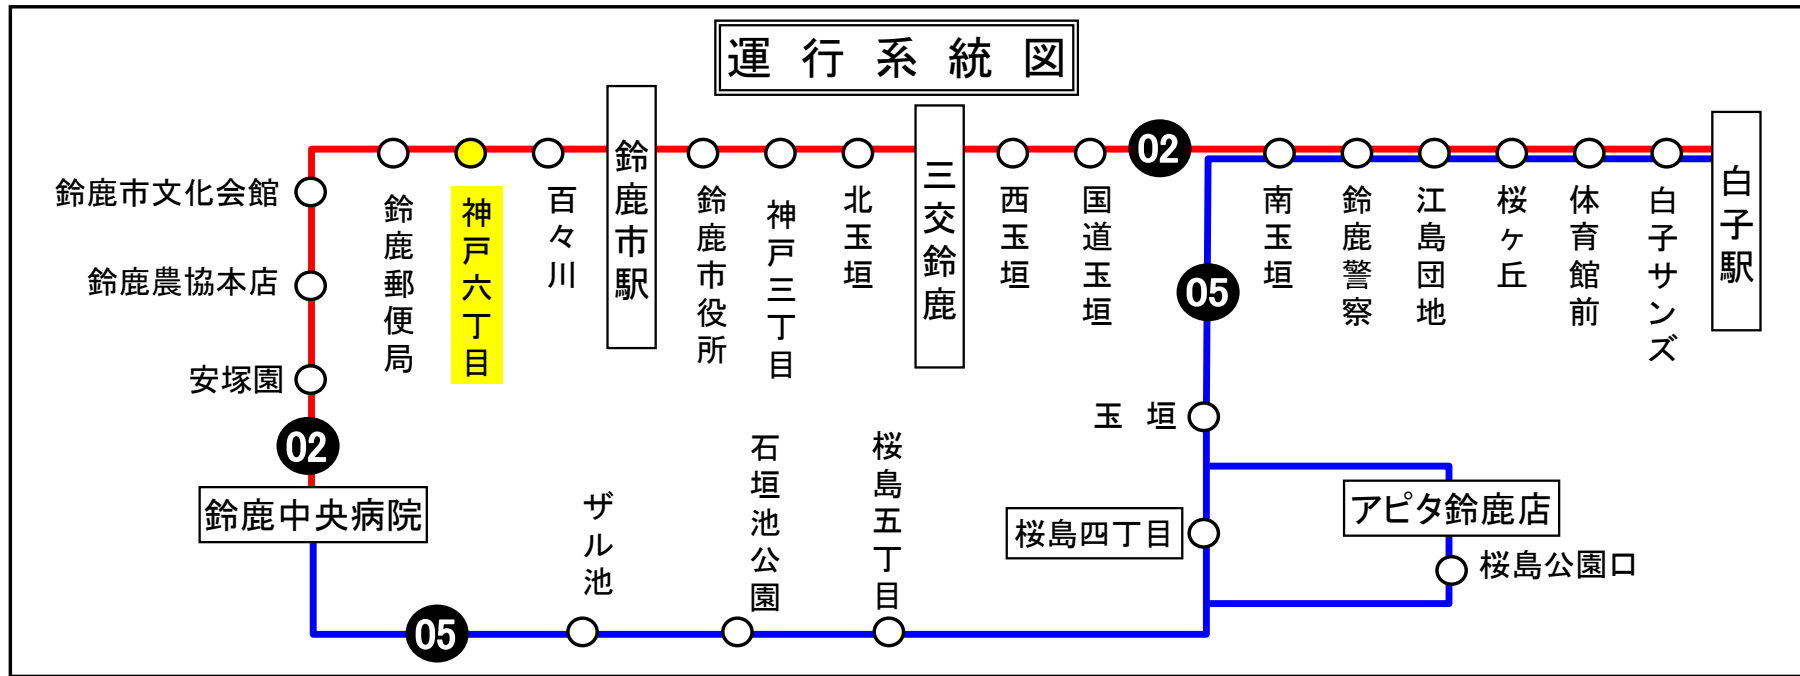 運行系統図
鈴鹿市文化会館
鈴鹿農協本店
安塚園
02
鈴鹿中央病院
鈴鹿郵便局
神戸六丁目
百々川
鈴鹿市駅
鈴鹿市役所
神戸三丁目
北玉垣
三交鈴鹿
西玉垣
国道玉垣
02
南玉垣
鈴鹿警察
江島団地
桜ヶ丘
体育館前
白子サンズ
白子駅
05
玉垣
桜島四丁目
アピタ鈴鹿店
桜島公園口
桜島五丁目
石垣池公園
ザル池
05